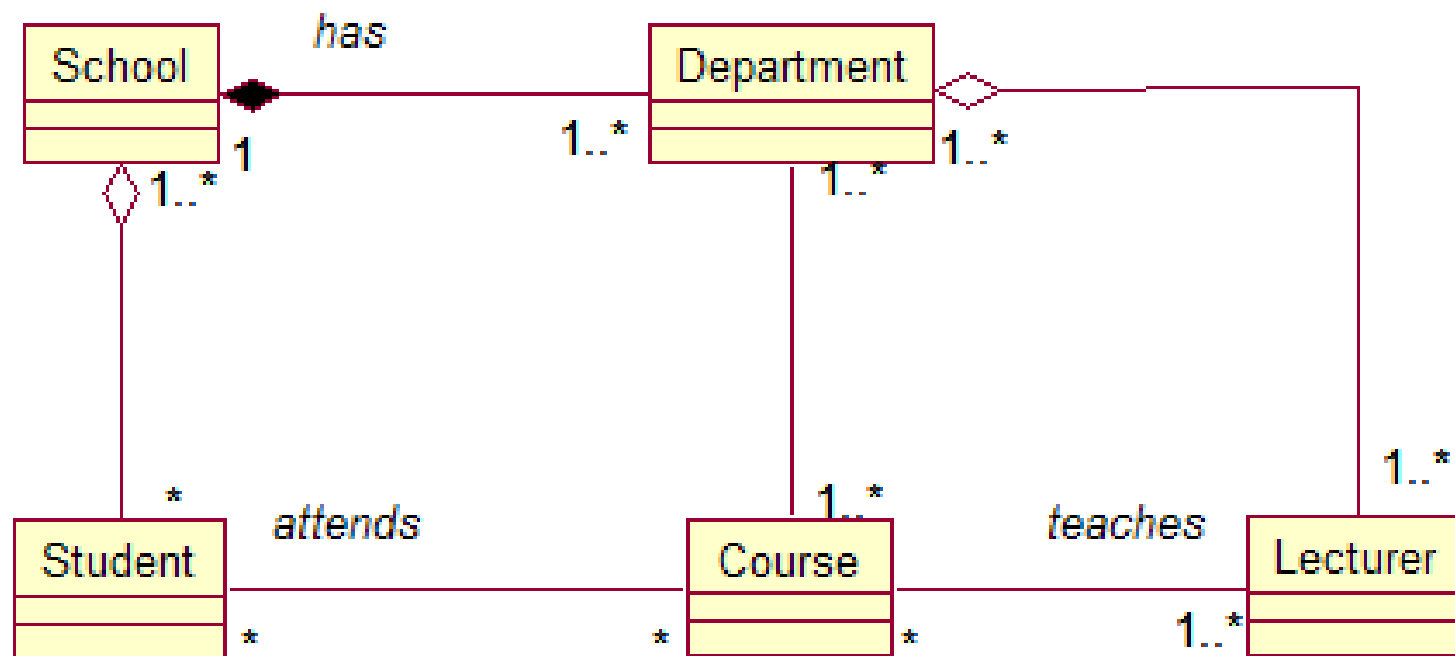 has
School
Department
1
1..*
1..*
1..*
1..*
*
1..*
1..*
attends
teaches
Student
Course
Lecturer
*
*
*
1..*